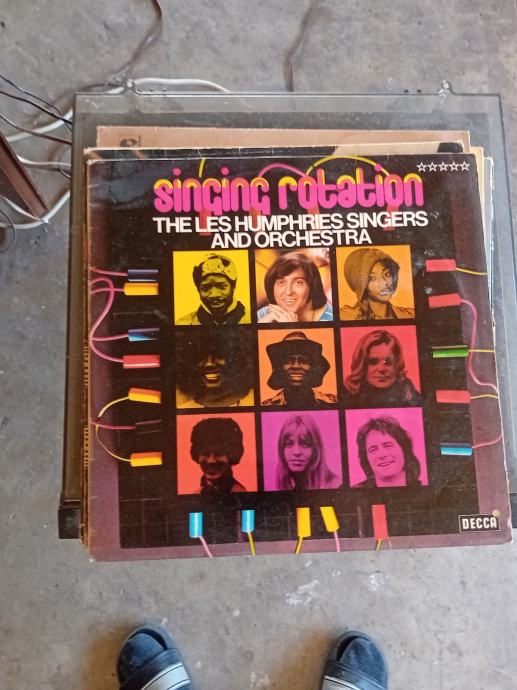 singing rotation
THE LES HUMPHRIES SINGERS
AND ORCHESTRA
DECCA